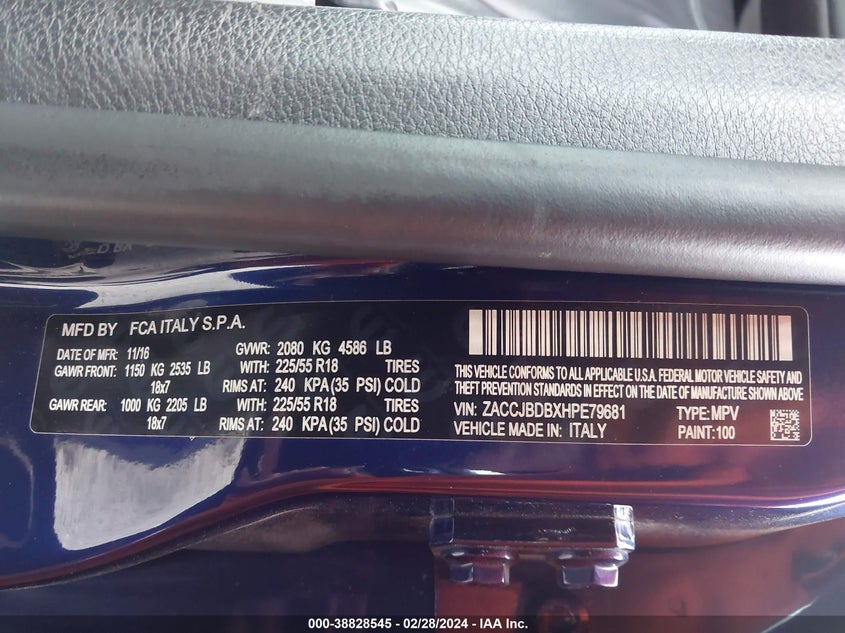 MFD BY FCA ITALY S.P.A.
DATE OF MFR: 11/16 GVWR: 2080 KG 4586 LB
GAWR FRONT: 1150 KG 2535 LB WITH: 225/55 R18 TIRES
18x7 RIMS AT: 240 KPA (35 PSI) COLD
GAWR REAR: 1000 KG 2205 LB WITH: 225/55 R18 TIRES
18x7 RIMS AT: 240 KPA (35 PSI) COLD
THIS VEHICLE CONFORMS TO ALL APPLICABLE U.S.A. FEDERAL MOTOR VEHICLE SAFETY AND
THEFT PREVENTION STANDARDS IN EFFECT ON THE DATE OF MANUFACTURE SHOWN ABOVE
VIN: ZACCJBDBXHPE79681 TYPE: MPV
VEHICLE MADE IN: ITALY PAINT: 100
000-38828545 - 02/28/2024 - IAA Inc.